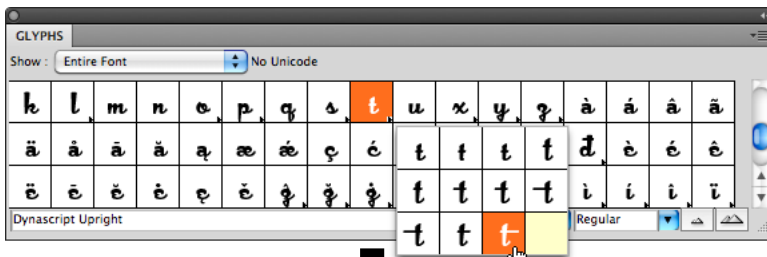 GLYPHS
Show : Entire Font No Unicode
k l m n o p q s t u x y z à á â ã
ä å ā ă ą æ ǽ ç ć t t t t đ è é ê
ë ē ĕ ė ę ě ĝ ğ ġ t t t t ì í î ï
Dynascript Upright t t t Regular